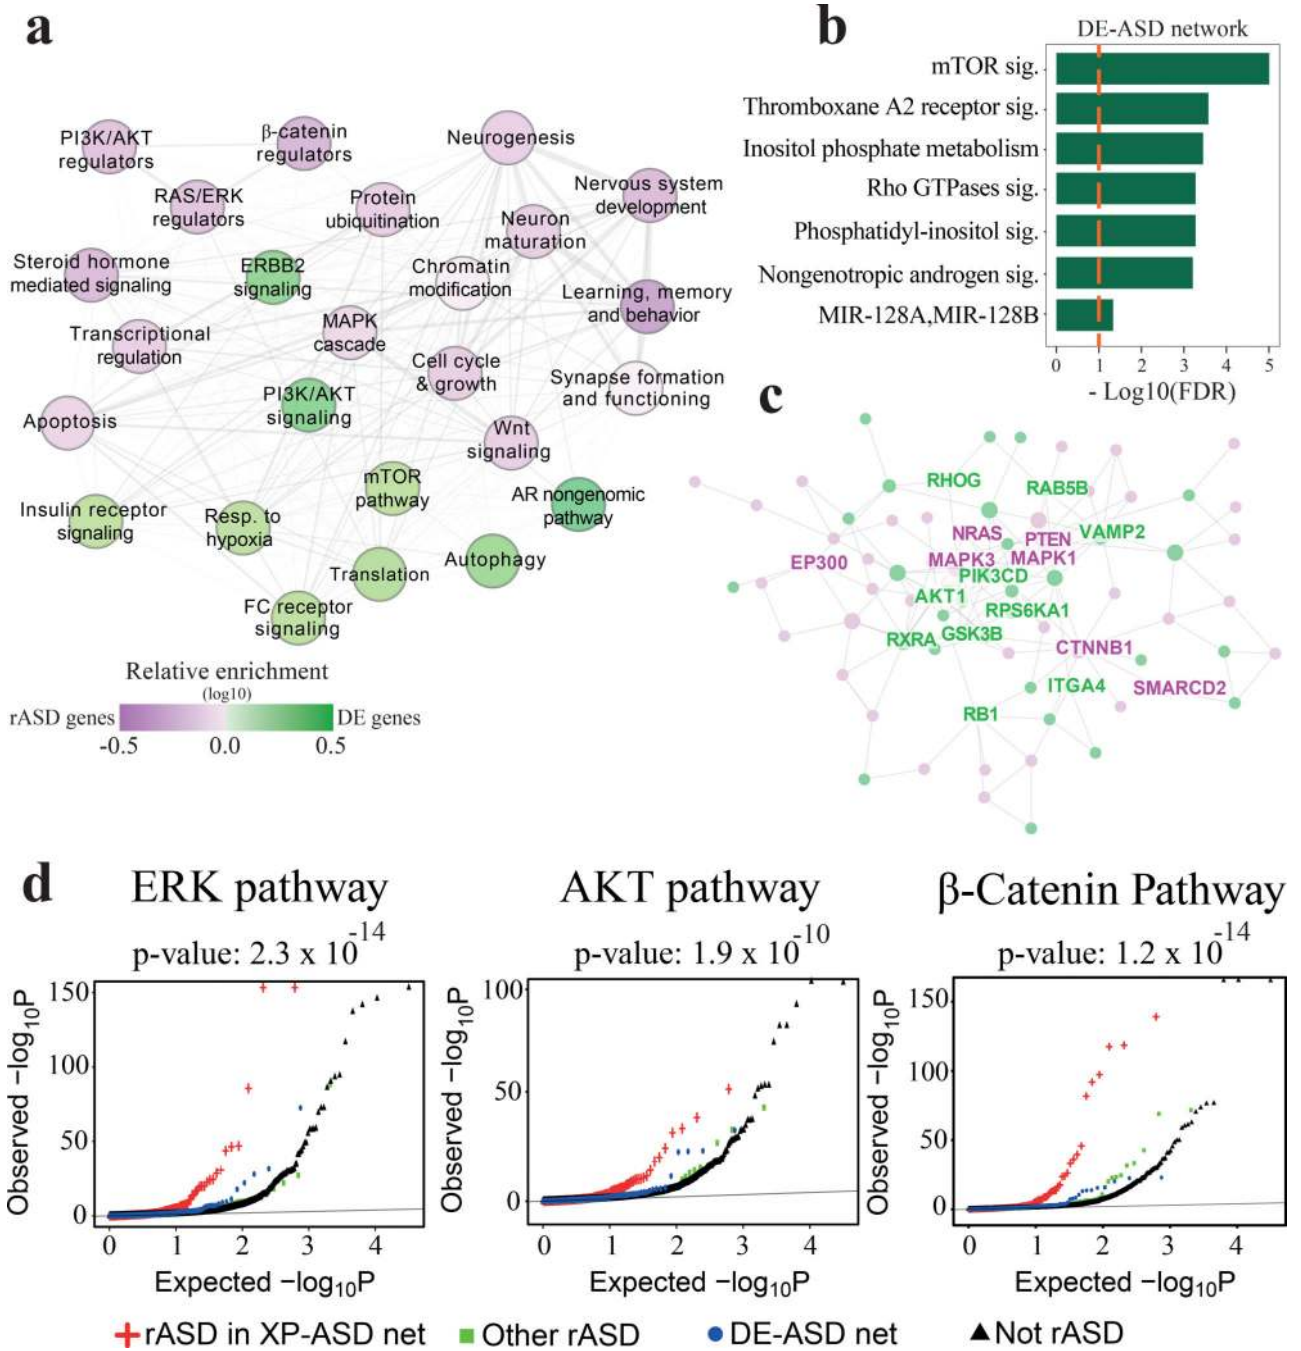 a
PI3K/AKT
regulators
β-catenin
regulators
Neurogenesis
RAS/ERK
regulators
Protein
ubiquitination
Nervous system
development
Neuron
maturation
Steroid hormone
mediated signaling
ERBB2
signaling
Chromatin
modification
Learning, memory
and behavior
Transcriptional
regulation
MAPK
cascade
Cell cycle
& growth
Synapse formation
and functioning
Apoptosis
PI3K/AKT
signaling
Wnt
signaling
mTOR
pathway
AR nongenomic
pathway
Insulin receptor
signaling
Resp. to
hypoxia
Autophagy
Translation
FC receptor
signaling
Relative enrichment
(log10)
rASD genes
DE genes
-0.5
0.0
0.5
b
DE-ASD network
mTOR sig.
Thromboxane A2 receptor sig.
Inositol phosphate metabolism
Rho GTPases sig.
Phosphatidyl-inositol sig.
Nongenotropic androgen sig.
MIR-128A,MIR-128B
0 1 2 3 4 5
- Log10(FDR)
c
RHOG
RAB5B
NRAS
PTEN
VAMP2
EP300
MAPK3
MAPK1
PIK3CD
AKT1
RPS6KA1
RXRA
GSK3B
CTNNB1
ITGA4
SMARCD2
RB1
d
ERK pathway
p-value: 2.3 x 10-14
Observed −log10P
150
100
50
0
0 1 2 3 4
Expected −log10P
AKT pathway
p-value: 1.9 x 10-10
Observed −log10P
100
50
0
0 1 2 3 4
Expected −log10P
β-Catenin Pathway
p-value: 1.2 x 10-14
Observed −log10P
150
100
50
0
0 1 2 3 4
Expected −log10P
rASD in XP-ASD net
Other rASD
DE-ASD net
Not rASD